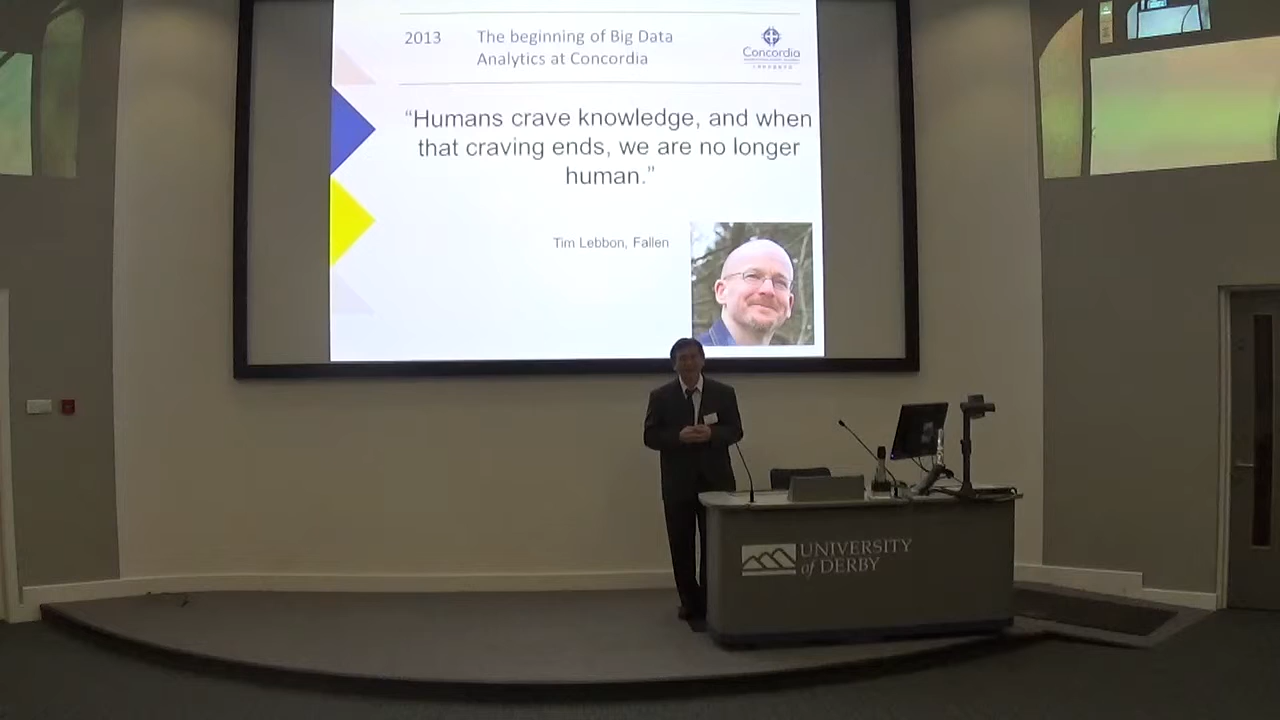 2013
The beginning of Big Data
Analytics at Concordia
Concordia
“Humans crave knowledge, and when
that craving ends, we are no longer
human.”
Tim Lebbon, Fallen
UNIVERSITY
of DERBY